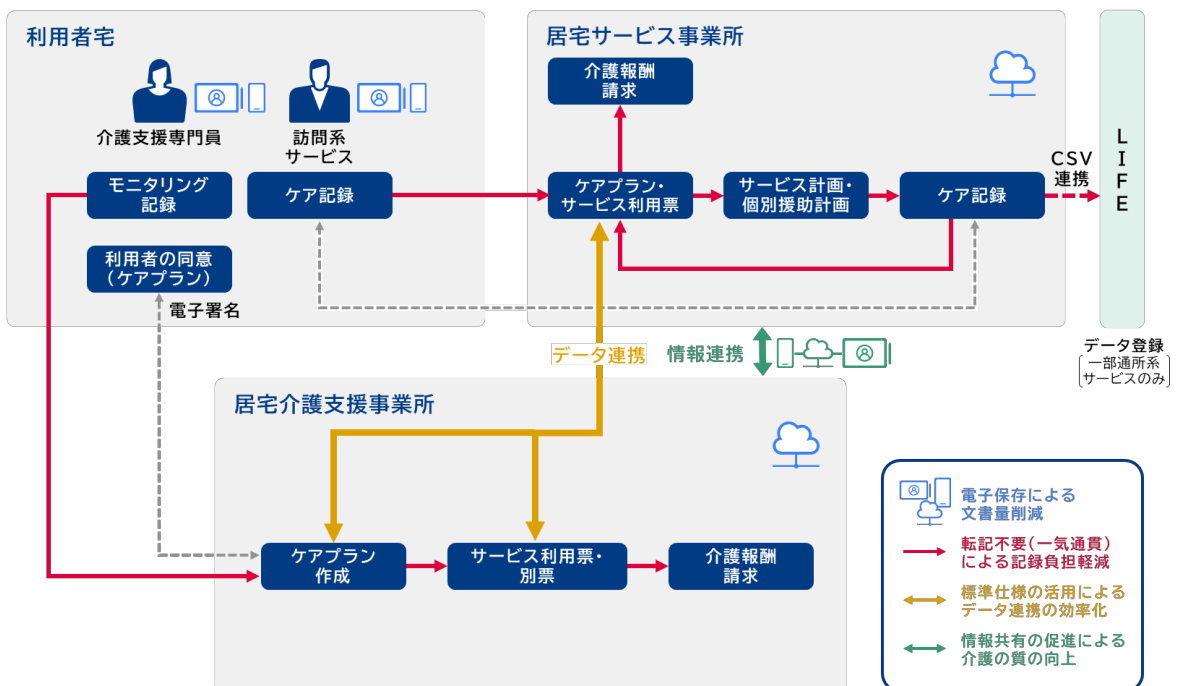 利用者宅
介護支援専門員
訪問系
サービス
モニタリング
記録
ケア記録
利用者の同意
（ケアプラン）
電子署名
居宅サービス事業所
介護報酬
請求
ケアプラン・
サービス利用票
サービス計画・
個別援助計画
ケア記録
CSV
連携
LIFE
データ登録
一部通所系
サービスのみ
データ連携
情報連携
居宅介護支援事業所
ケアプラン
作成
サービス利用票・
別票
介護報酬
請求
電子保存による
文書量削減
転記不要（一気通貫）
による記録負担軽減
標準仕様の活用による
データ連携の効率化
情報共有の促進による
介護の質の向上